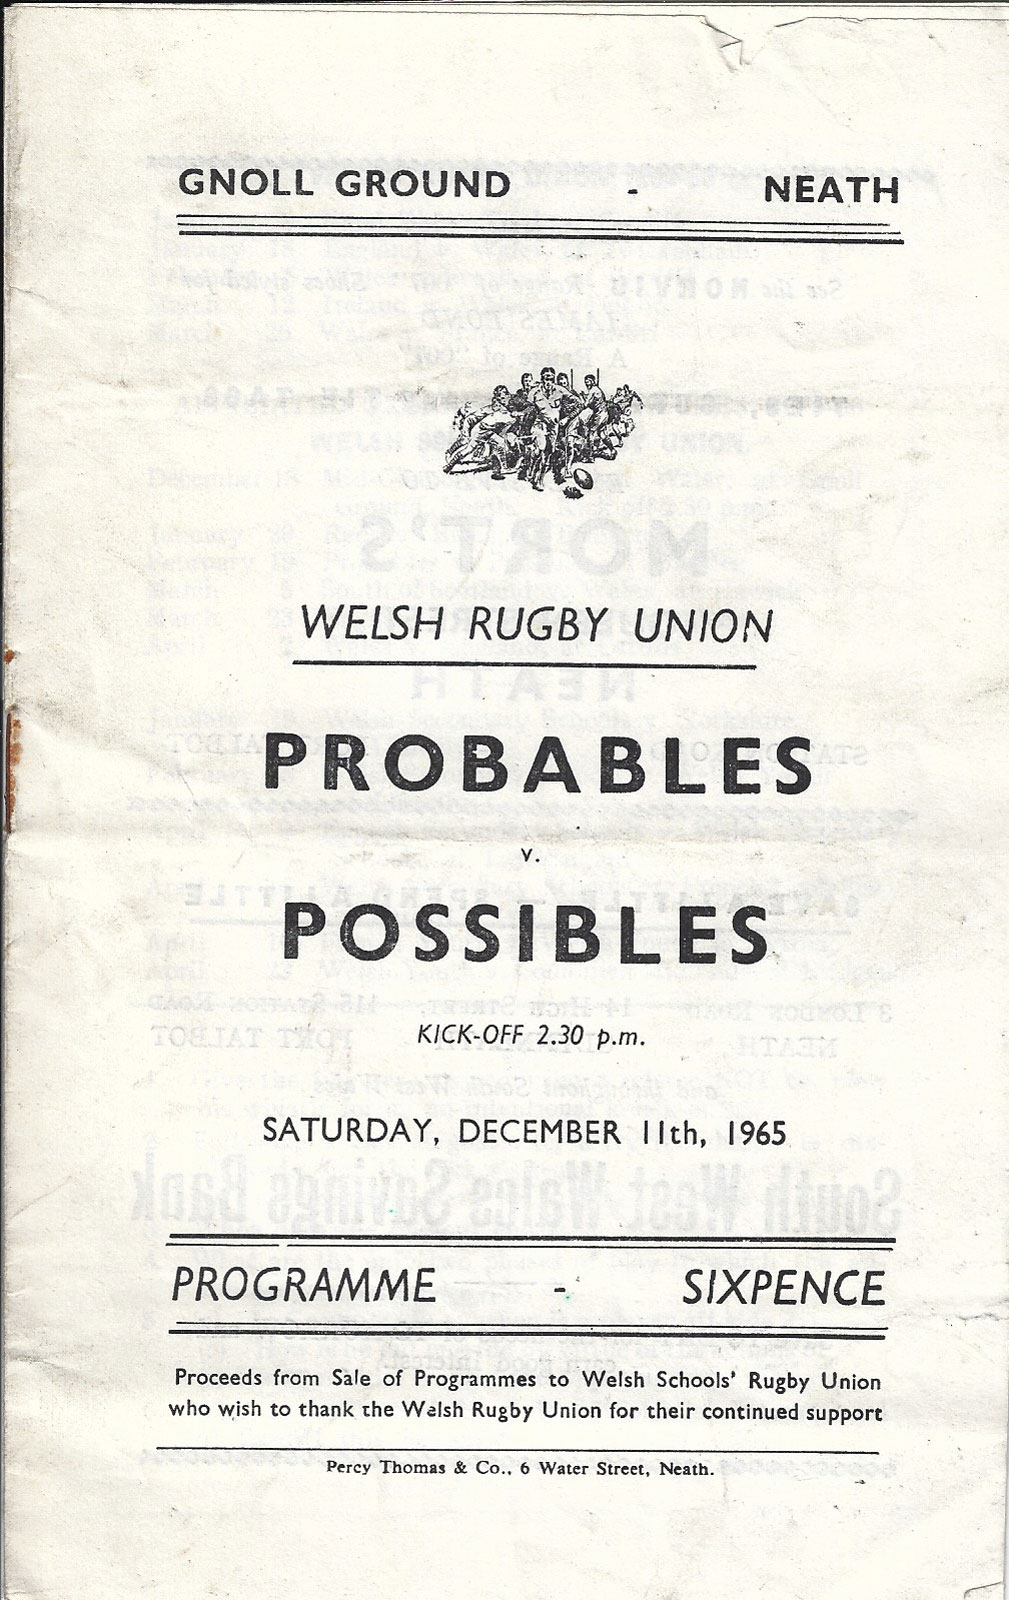 GNOLL GROUND - NEATH
WELSH RUGBY UNION
PROBABLES
v.
POSSIBLES
KICK-OFF 2.30 p.m.
SATURDAY, DECEMBER 11th, 1965
PROGRAMME - SIXPENCE
Proceeds from Sale of Programmes to Welsh Schools' Rugby Union
who wish to thank the Welsh Rugby Union for their continued support
Percy Thomas & Co., 6 Water Street, Neath.